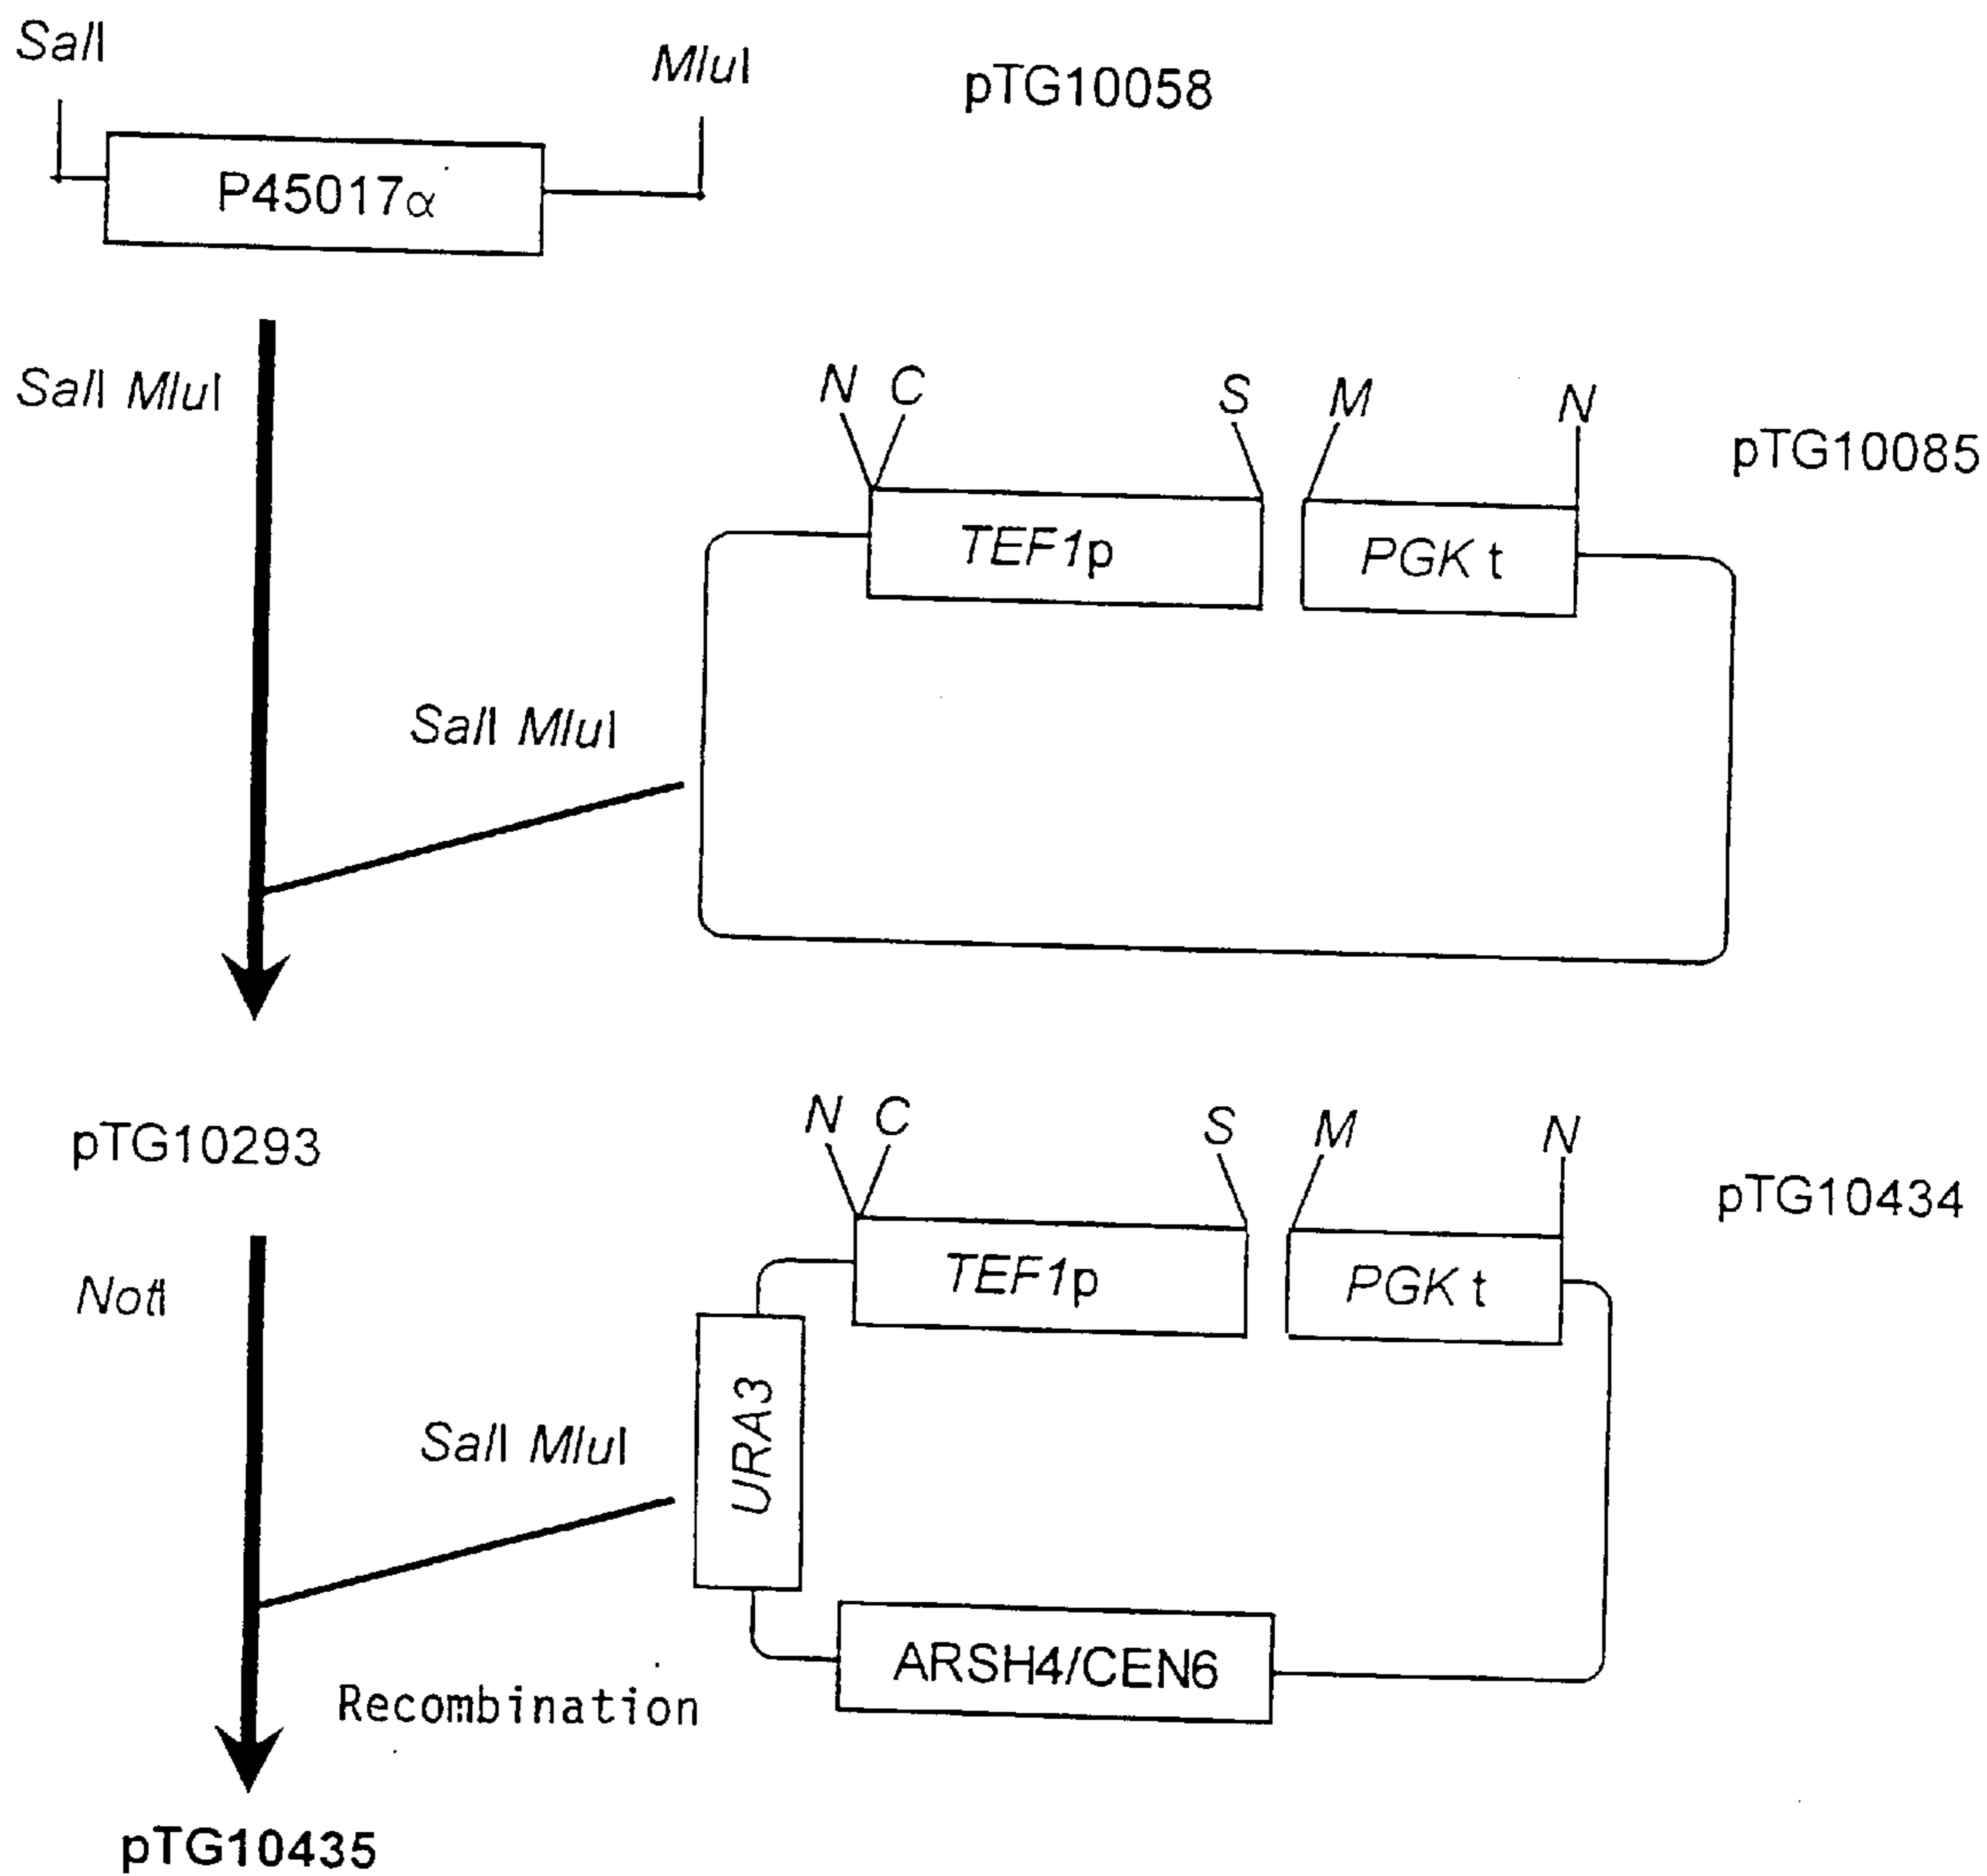 SalI
MluI
pTG10058
P45017α
SalI MluI
N C
S
M
N
pTG10085
TEF1p
PGK t
SalI MluI
pTG10293
N C
S
M
N
pTG10434
NotI
TEF1p
PGK t
URA3
SalI MluI
ARSH4/CEN6
Recombination
pTG10435